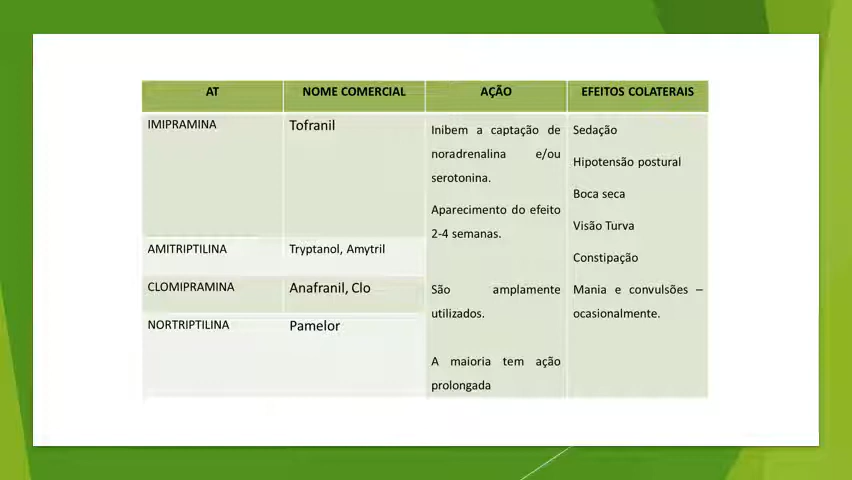 AT NOME COMERCIAL AÇÃO EFEITOS COLATERAIS
IMIPRAMINA
Tofranil
Inibem a captação de
noradrenalina e/ou
serotonina.
Aparecimento do efeito
2-4 semanas.
São amplamente
utilizados.
A maioria tem ação
prolongada
Sedação
Hipotensão postural
Boca seca
Visão Turva
Constipação
Mania e convulsões –
ocasionalmente.
AMITRIPTILINA
Tryptanol, Amytril
CLOMIPRAMINA
Anafranil, Clo
NORTRIPTILINA
Pamelor